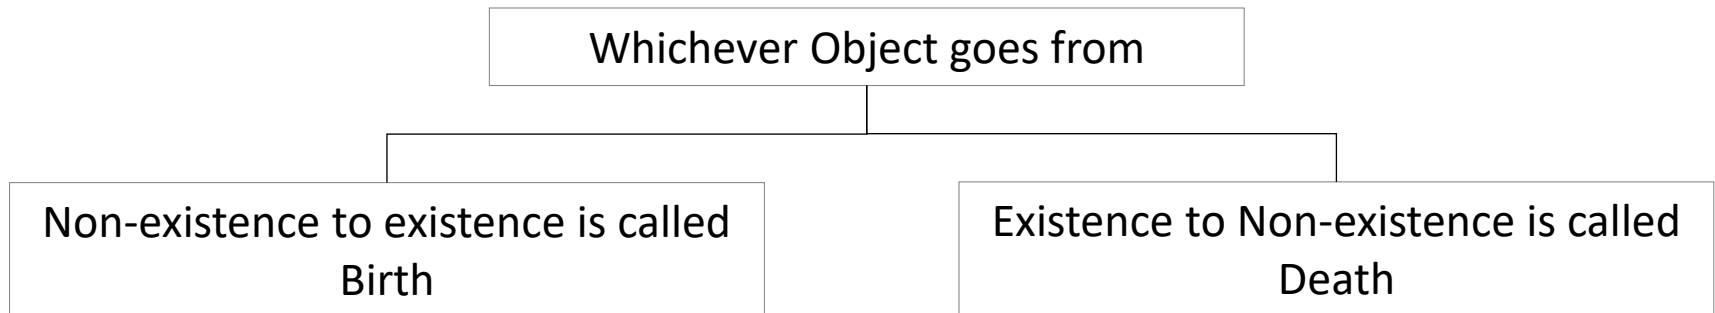 Whichever Object goes from
Non-existence to existence is called
Birth
Existence to Non-existence is called
Death